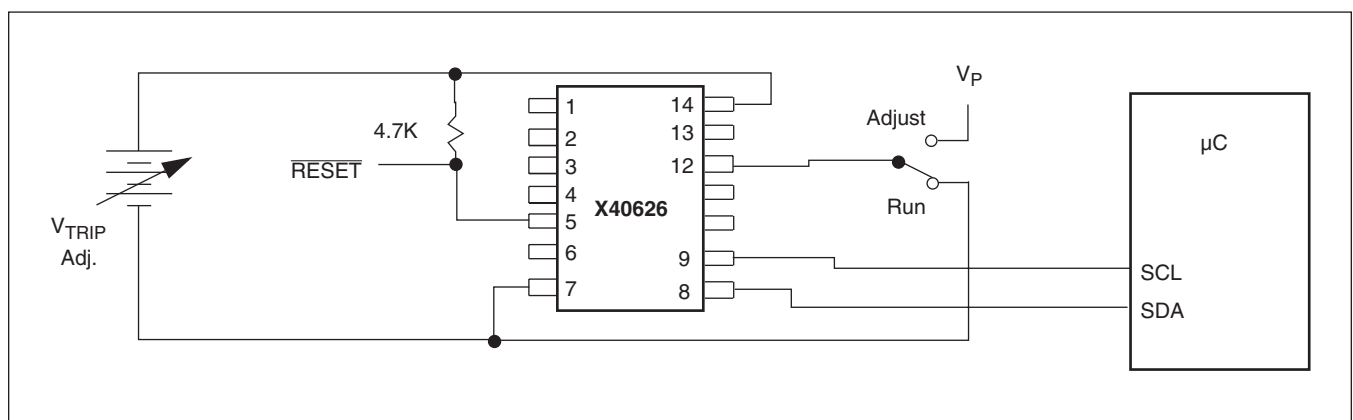 V_P
14
1
Adjust
4.7K
13
µC
2
R̅E̅S̅E̅T̅
3
12
4
X40626
Run
V_TRIP
Adj.
5
6
9
SCL
7
8
SDA